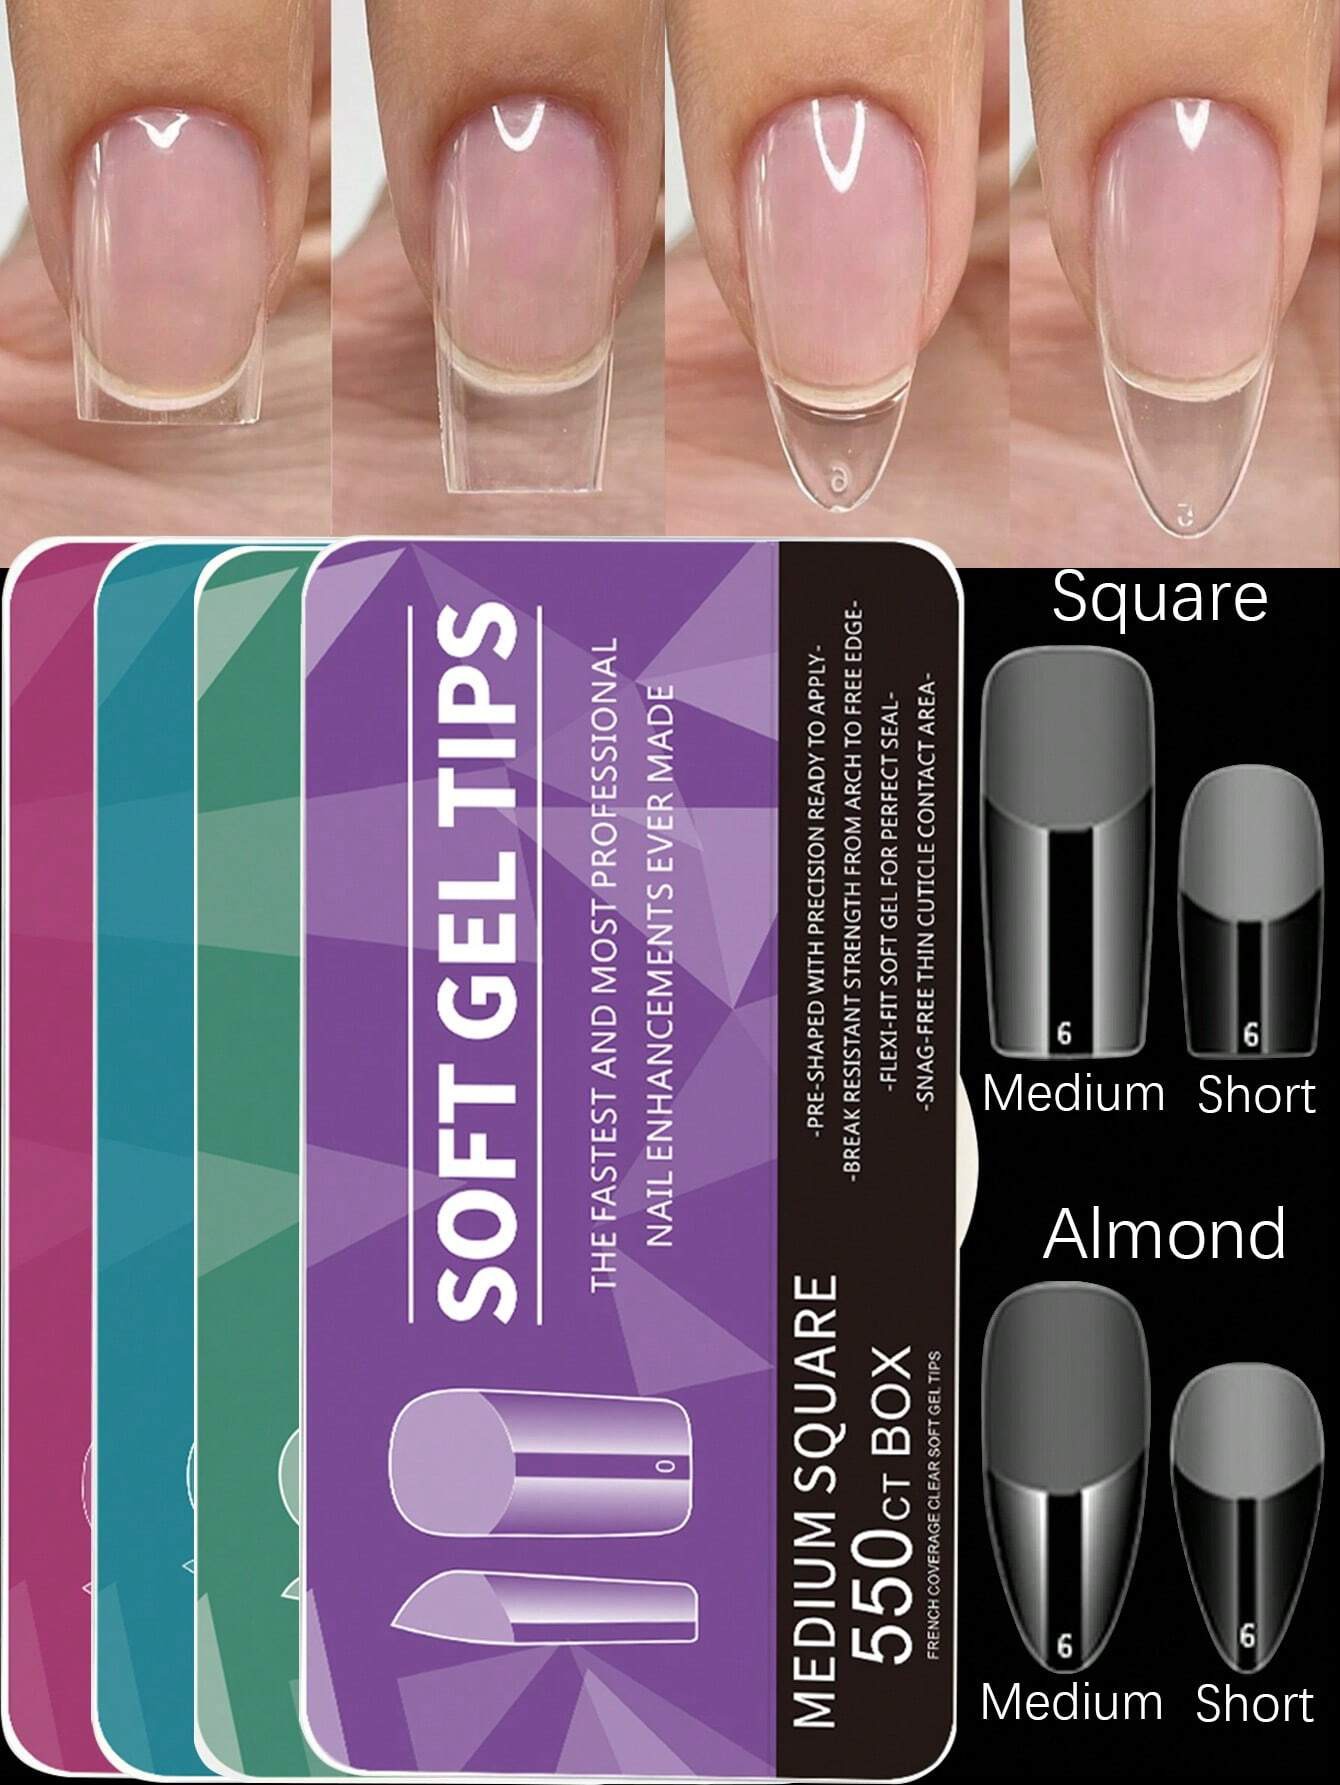 6
5
SOFT GEL TIPS
THE FASTEST AND MOST PROFESSIONAL
NAIL ENHANCEMENTS EVER MADE
-PRE-SHAPED WITH PRECISION READY TO APPLY-
-BREAK RESISTANT STRENGTH FROM ARCH TO FREE EDGE-
-FLEXI-FIT SOFT GEL FOR PERFECT SEAL-
-SNAG-FREE THIN CUTICLE CONTACT AREA-
0
MEDIUM SQUARE
550CT BOX
FRENCH COVERAGE CLEAR SOFT GEL TIPS
Square
6
6
Medium
Short
Almond
6
6
Medium
Short